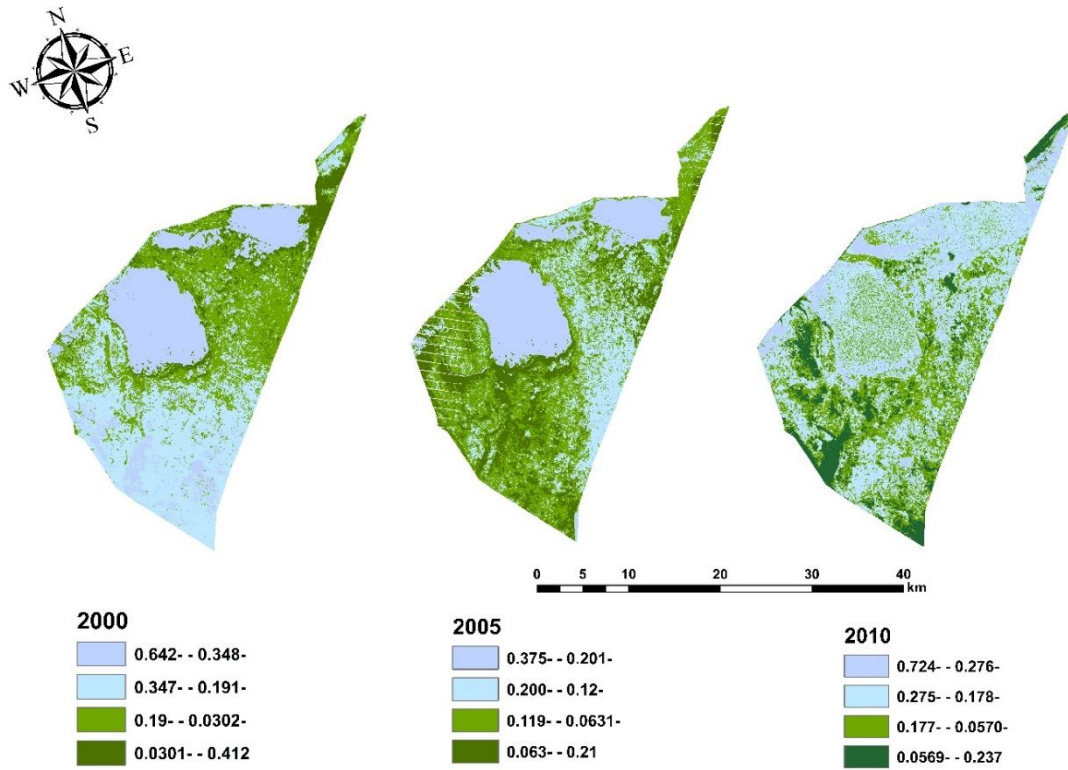 N
W E
S
0 5 10 20 30 40
km
2000
0.642- - 0.348-
0.347- - 0.191-
0.19- - 0.0302-
0.0301- - 0.412
2005
0.375- - 0.201-
0.200- - 0.12-
0.119- - 0.0631-
0.063- - 0.21
2010
0.724- - 0.276-
0.275- - 0.178-
0.177- - 0.0570-
0.0569- - 0.237